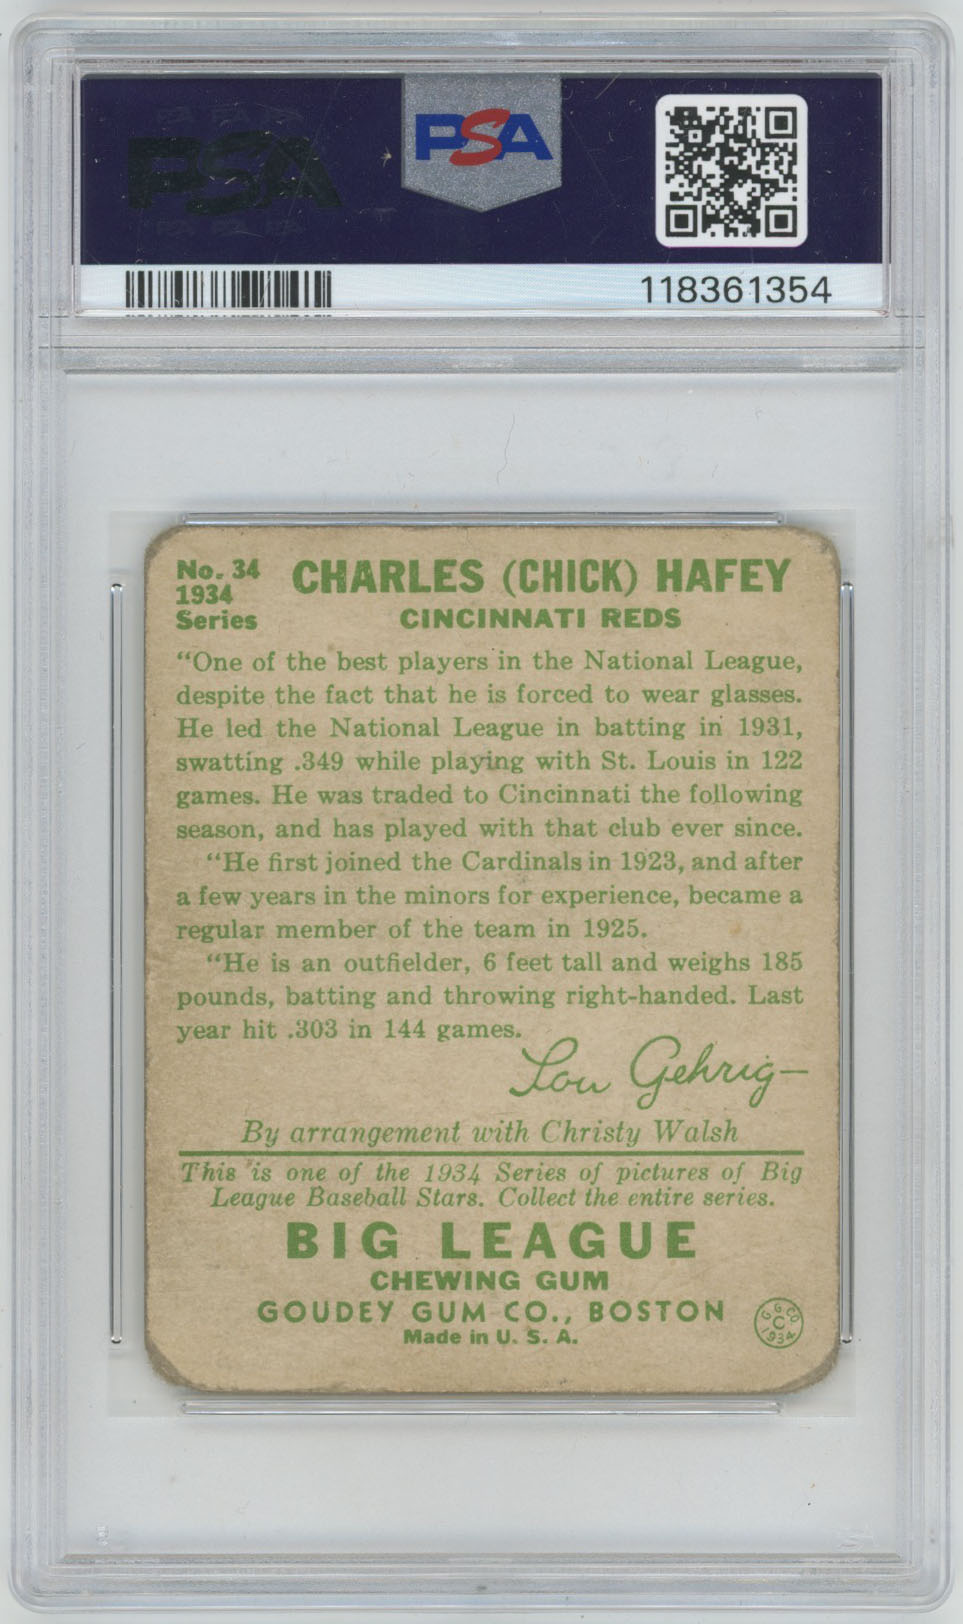 PSA
PSA
118361354
No. 34
1934
Series
CHARLES (CHICK) HAFEY
CINCINNATI REDS
"One of the best players in the National League,
despite the fact that he is forced to wear glasses.
He led the National League in batting in 1931,
swatting .349 while playing with St. Louis in 122
games. He was traded to Cincinnati the following
season, and has played with that club ever since.
"He first joined the Cardinals in 1923, and after
a few years in the minors for experience, became a
regular member of the team in 1925.
"He is an outfielder, 6 feet tall and weighs 185
pounds, batting and throwing right-handed. Last
year hit .303 in 144 games.
Lou Gehrig—
By arrangement with Christy Walsh
This is one of the 1934 Series of pictures of Big
League Baseball Stars. Collect the entire series.
BIG LEAGUE
CHEWING GUM
GOUDEY GUM CO., BOSTON
Made in U. S. A.
G. G. CO.
C
1934